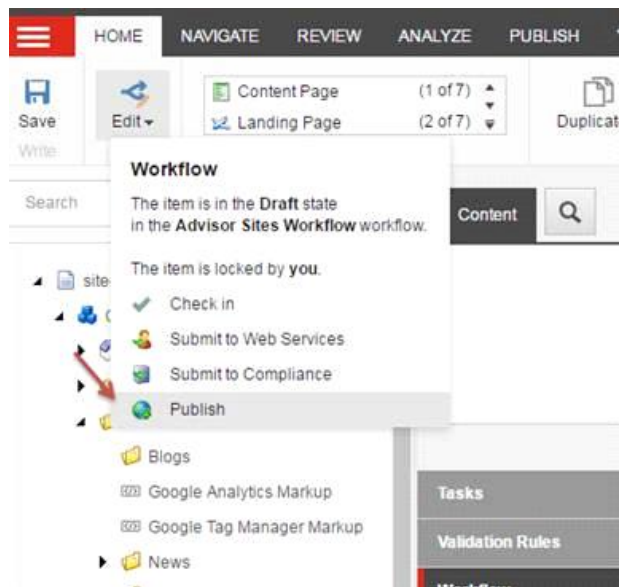 HOME NAVIGATE REVIEW ANALYZE PUBLISH
Content Page (1 of 7)
Save Edit Landing Page (2 of 7) Duplicat
Write
Workflow
The item is in the Draft state
Search
in the Advisor Sites Workflow workflow.
Content
The item is locked by you.
site
Check in
Submit to Web Services
Submit to Compliance
Publish
Blogs
Google Analytics Markup
Tasks
Google Tag Manager Markup
Validation Rules
News
Workflow